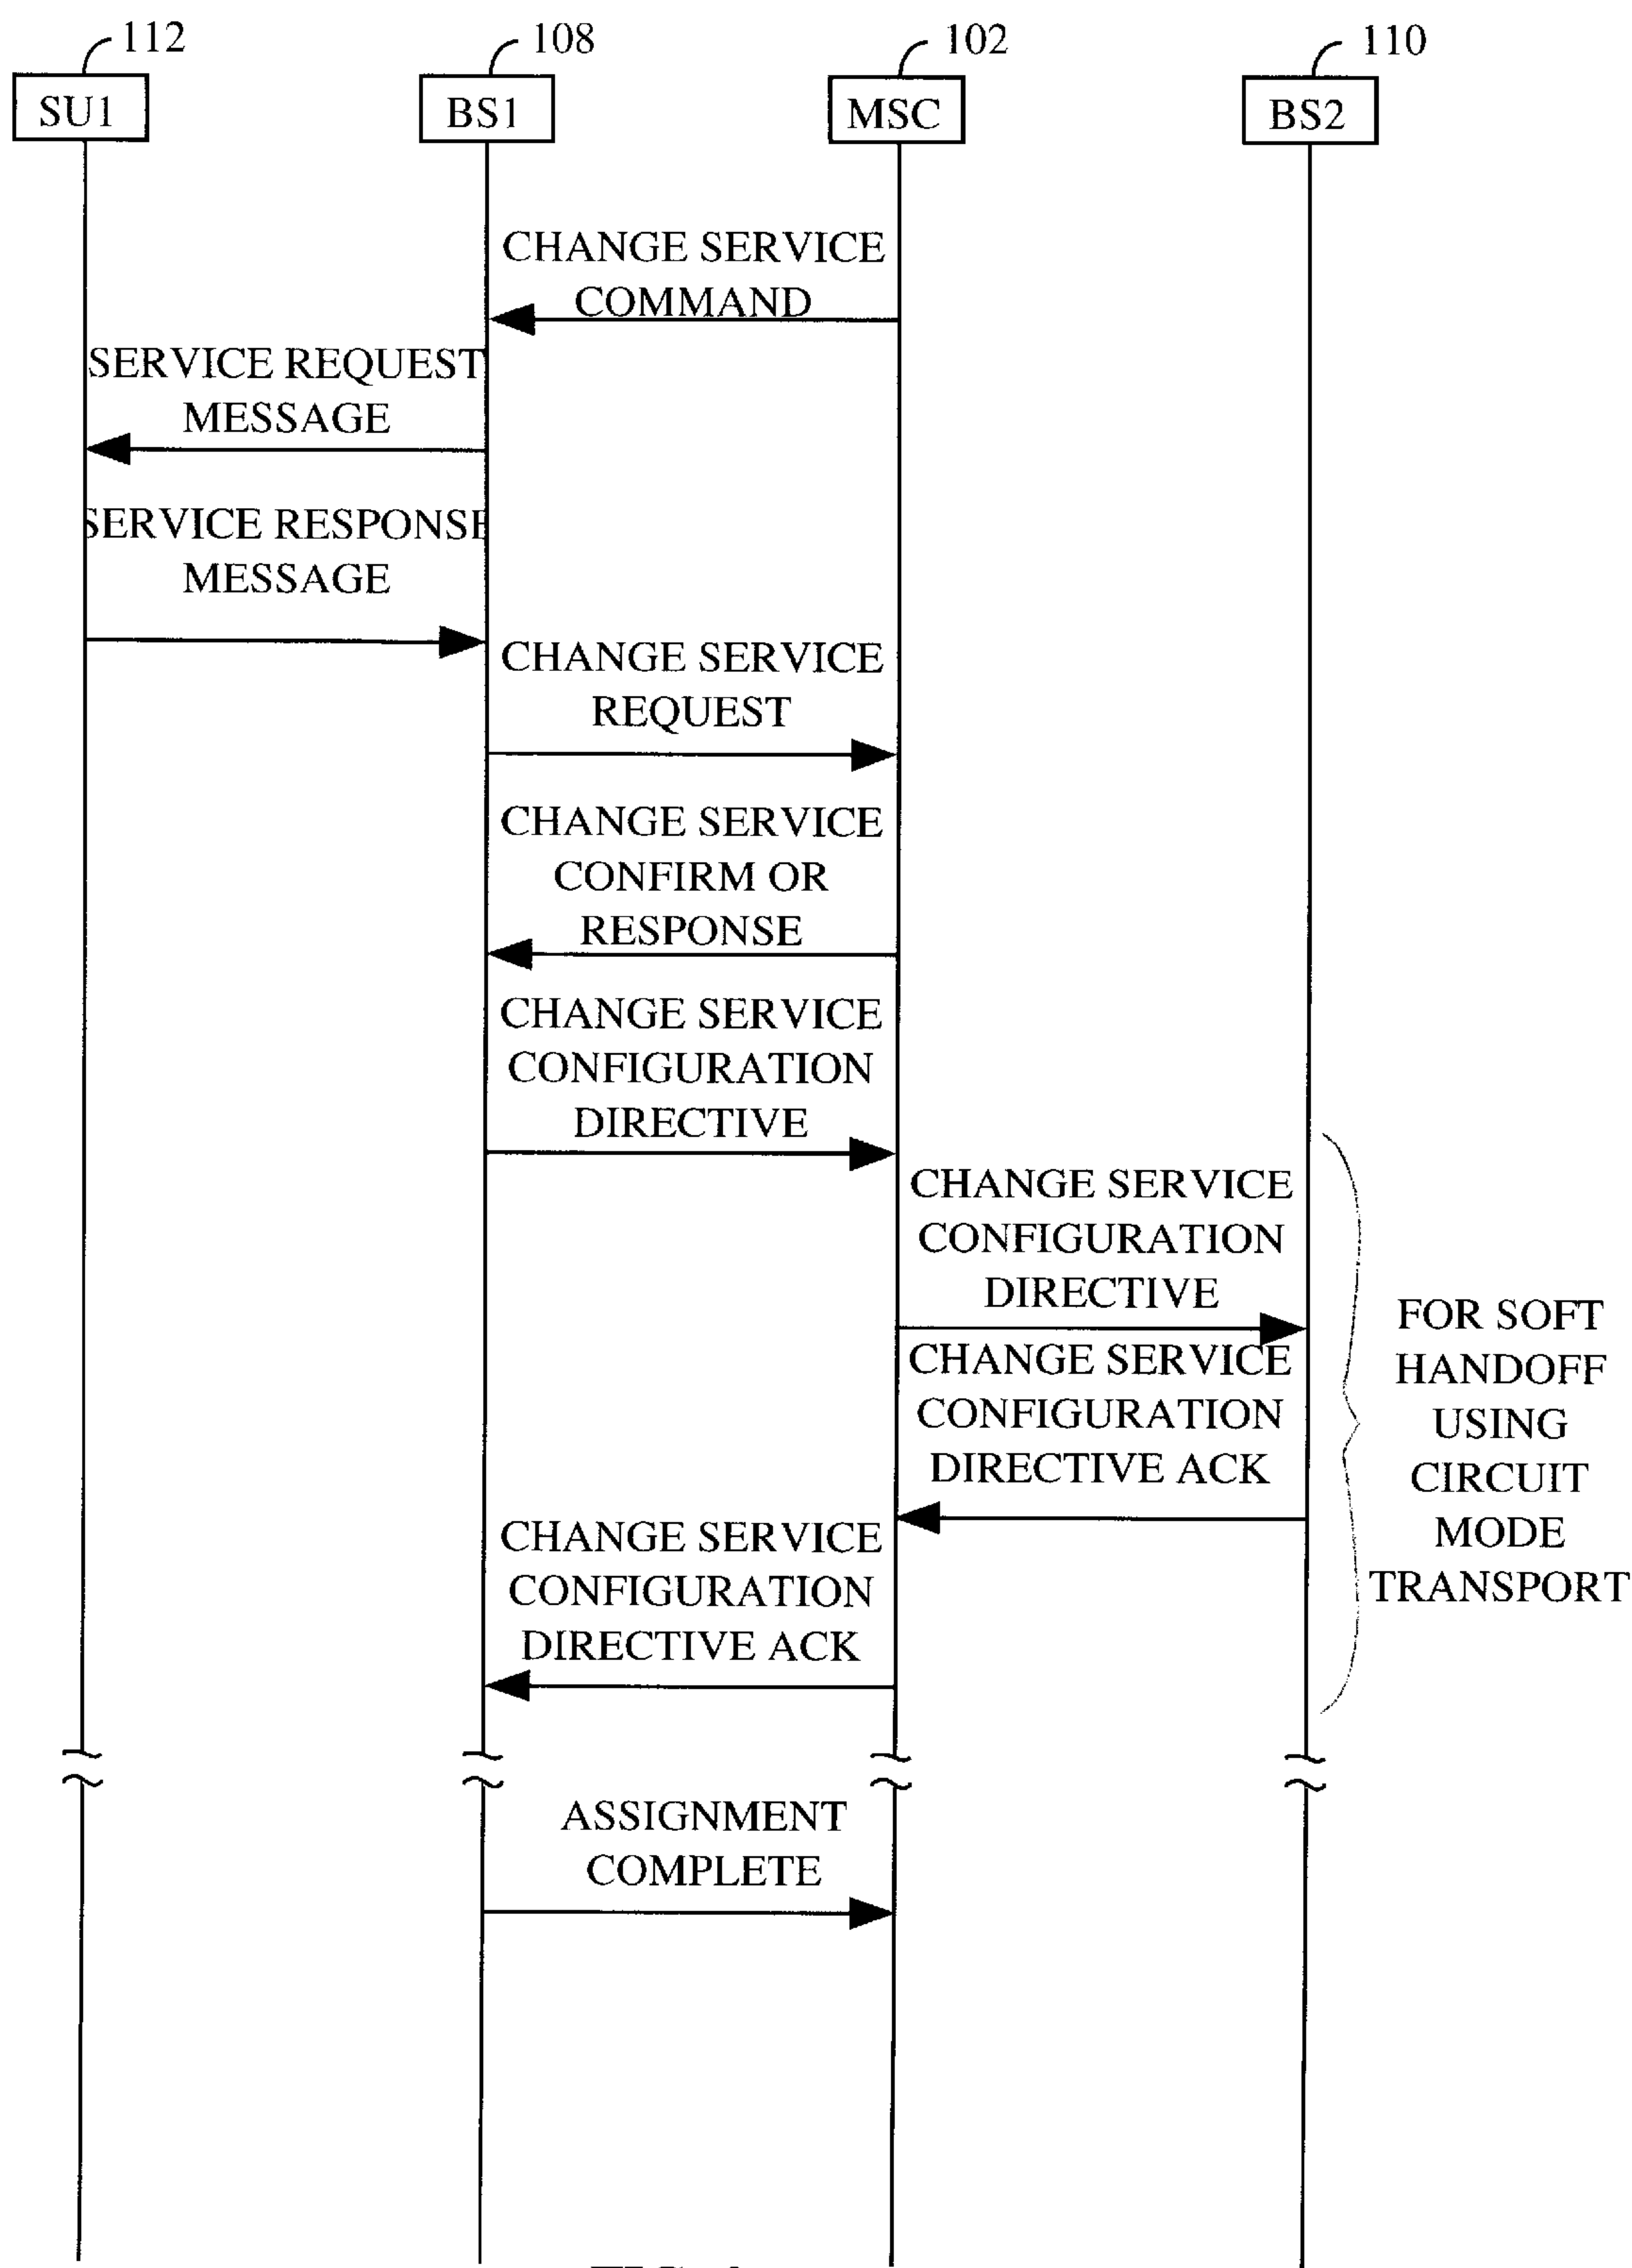 112
108
102
110
SU1
BS1
MSC
BS2
CHANGE SERVICE
COMMAND
SERVICE REQUEST
MESSAGE
SERVICE RESPONSE
MESSAGE
CHANGE SERVICE
REQUEST
CHANGE SERVICE
CONFIRM OR
RESPONSE
CHANGE SERVICE
CONFIGURATION
DIRECTIVE
CHANGE SERVICE
CONFIGURATION
DIRECTIVE
CHANGE SERVICE
CONFIGURATION
DIRECTIVE ACK
FOR SOFT
HANDOFF
USING
CIRCUIT
MODE
TRANSPORT
CHANGE SERVICE
CONFIGURATION
DIRECTIVE ACK
ASSIGNMENT
COMPLETE